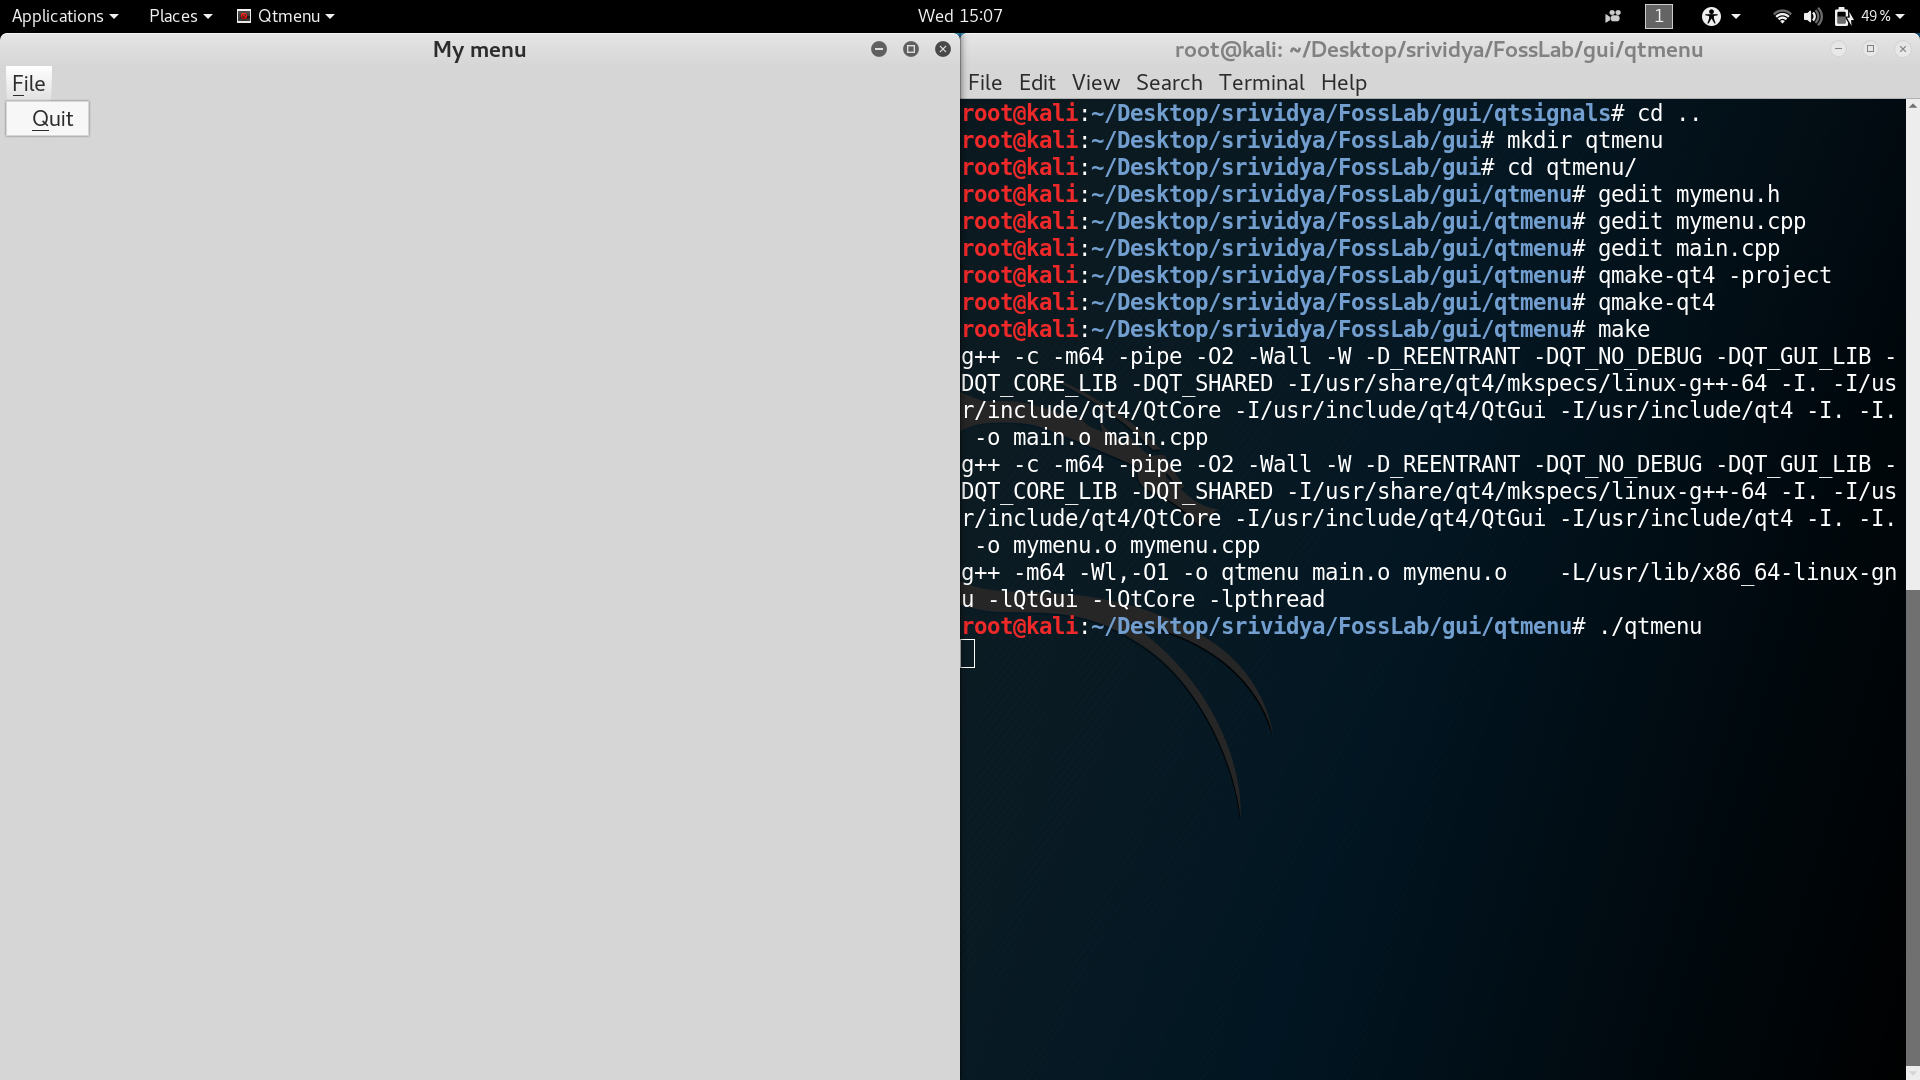 Applications Places Qtmenu Wed 15:07 1 49%
My menu
File
Quit
root@kali: ~/Desktop/srividya/FossLab/gui/qtmenu
File Edit View Search Terminal Help
root@kali:~/Desktop/srividya/FossLab/gui/qtsignals# cd ..
root@kali:~/Desktop/srividya/FossLab/gui# mkdir qtmenu
root@kali:~/Desktop/srividya/FossLab/gui# cd qtmenu/
root@kali:~/Desktop/srividya/FossLab/gui/qtmenu# gedit mymenu.h
root@kali:~/Desktop/srividya/FossLab/gui/qtmenu# gedit mymenu.cpp
root@kali:~/Desktop/srividya/FossLab/gui/qtmenu# gedit main.cpp
root@kali:~/Desktop/srividya/FossLab/gui/qtmenu# qmake-qt4 -project
root@kali:~/Desktop/srividya/FossLab/gui/qtmenu# qmake-qt4
root@kali:~/Desktop/srividya/FossLab/gui/qtmenu# make
g++ -c -m64 -pipe -O2 -Wall -W -D_REENTRANT -DQT_NO_DEBUG -DQT_GUI_LIB -
DQT_CORE_LIB -DQT_SHARED -I/usr/share/qt4/mkspecs/linux-g++-64 -I. -I/us
r/include/qt4/QtCore -I/usr/include/qt4/QtGui -I/usr/include/qt4 -I. -I.
 -o main.o main.cpp
g++ -c -m64 -pipe -O2 -Wall -W -D_REENTRANT -DQT_NO_DEBUG -DQT_GUI_LIB -
DQT_CORE_LIB -DQT_SHARED -I/usr/share/qt4/mkspecs/linux-g++-64 -I. -I/us
r/include/qt4/QtCore -I/usr/include/qt4/QtGui -I/usr/include/qt4 -I. -I.
 -o mymenu.o mymenu.cpp
g++ -m64 -Wl,-O1 -o qtmenu main.o mymenu.o    -L/usr/lib/x86_64-linux-gn
u -lQtGui -lQtCore -lpthread
root@kali:~/Desktop/srividya/FossLab/gui/qtmenu# ./qtmenu